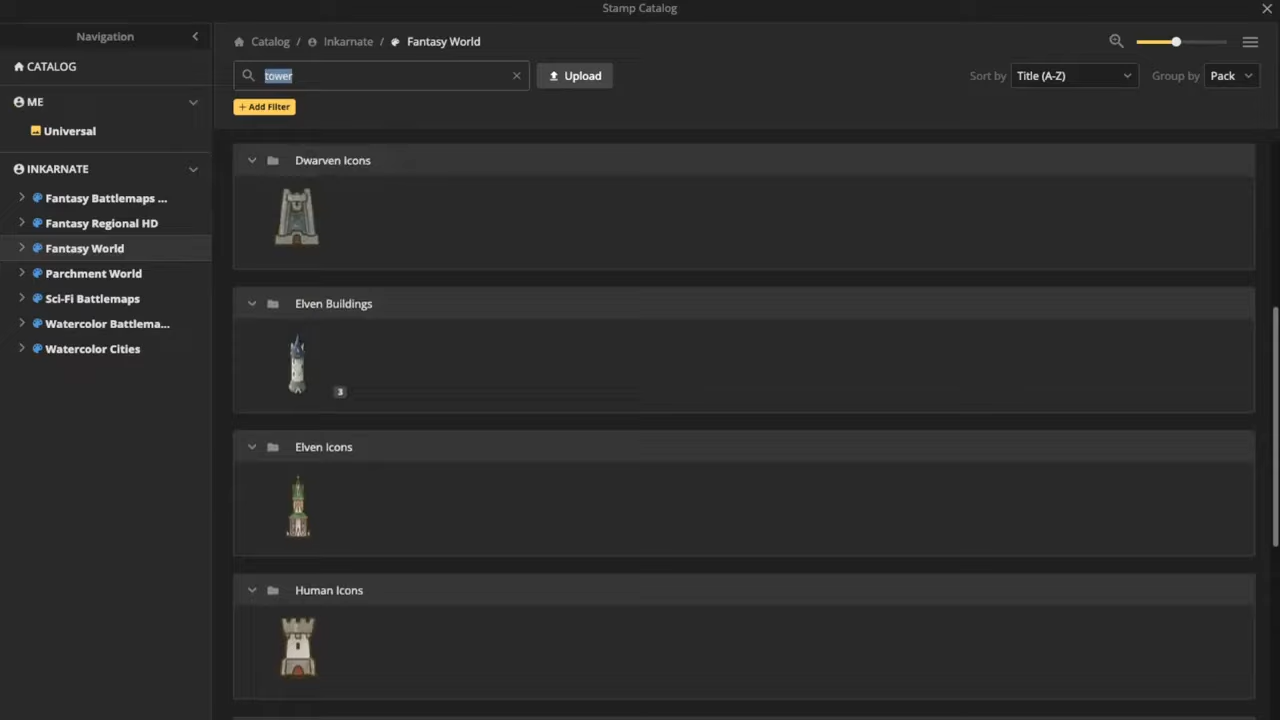 Stamp Catalog
Navigation
CATALOG
ME
Universal
INKARNATE
Fantasy Battlemaps ...
Fantasy Regional HD
Fantasy World
Parchment World
Sci-Fi Battlemaps
Watercolor Battlema...
Watercolor Cities
Catalog / Inkarnate / Fantasy World
tower
Upload
Sort by Title (A-Z) Group by Pack
+ Add Filter
Dwarven Icons
Elven Buildings
3
Elven Icons
Human Icons